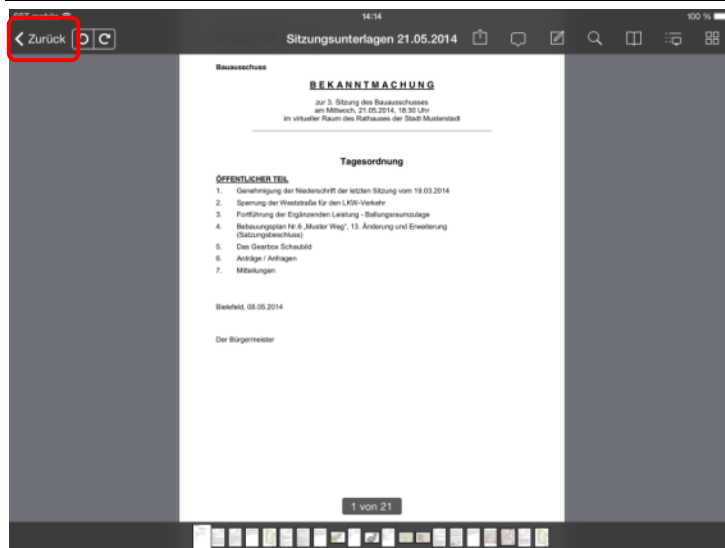 14:14
100 %
Zurück
Sitzungsunterlagen 21.05.2014
Bauausschuss
BEKANNTMACHUNG
zur 3. Sitzung des Bauausschusses
am Mittwoch, 21.05.2014, 18:30 Uhr
im virtueller Raum des Rathauses der Stadt Musterstadt
Tagesordnung
ÖFFENTLICHER TEIL
1. Genehmigung der Niederschrift der letzten Sitzung vom 19.03.2014
2. Sperrung der Weststraße für den LKW-Verkehr
3. Fortführung der Ergänzenden Leistung - Ballungsraumzulage
4. Bebauungsplan Nr.6 „Muster Weg", 13. Änderung und Erweiterung
(Satzungsbeschluss)
5. Das Gearbox Schaubild
6. Anträge / Anfragen
7. Mitteilungen
Bielefeld, 08.05.2014
Der Bürgermeister
1 von 21